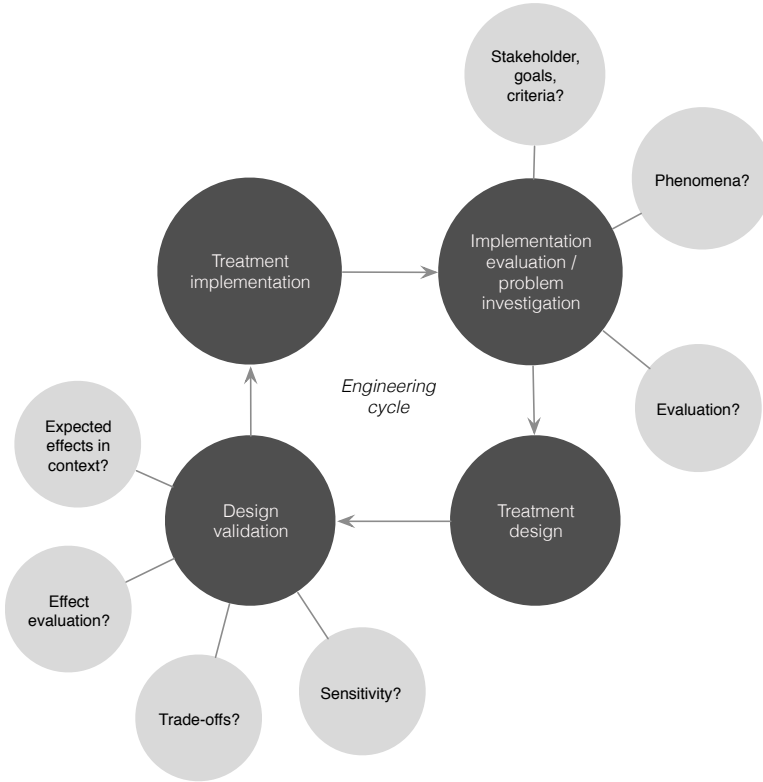 Stakeholder,
goals,
criteria?
Phenomena?
Treatment
implementation
Implementation
evaluation /
problem
investigation
Engineering
cycle
Evaluation?
Expected
effects in
context?
Design
validation
Treatment
design
Effect
evaluation?
Sensitivity?
Trade-offs?